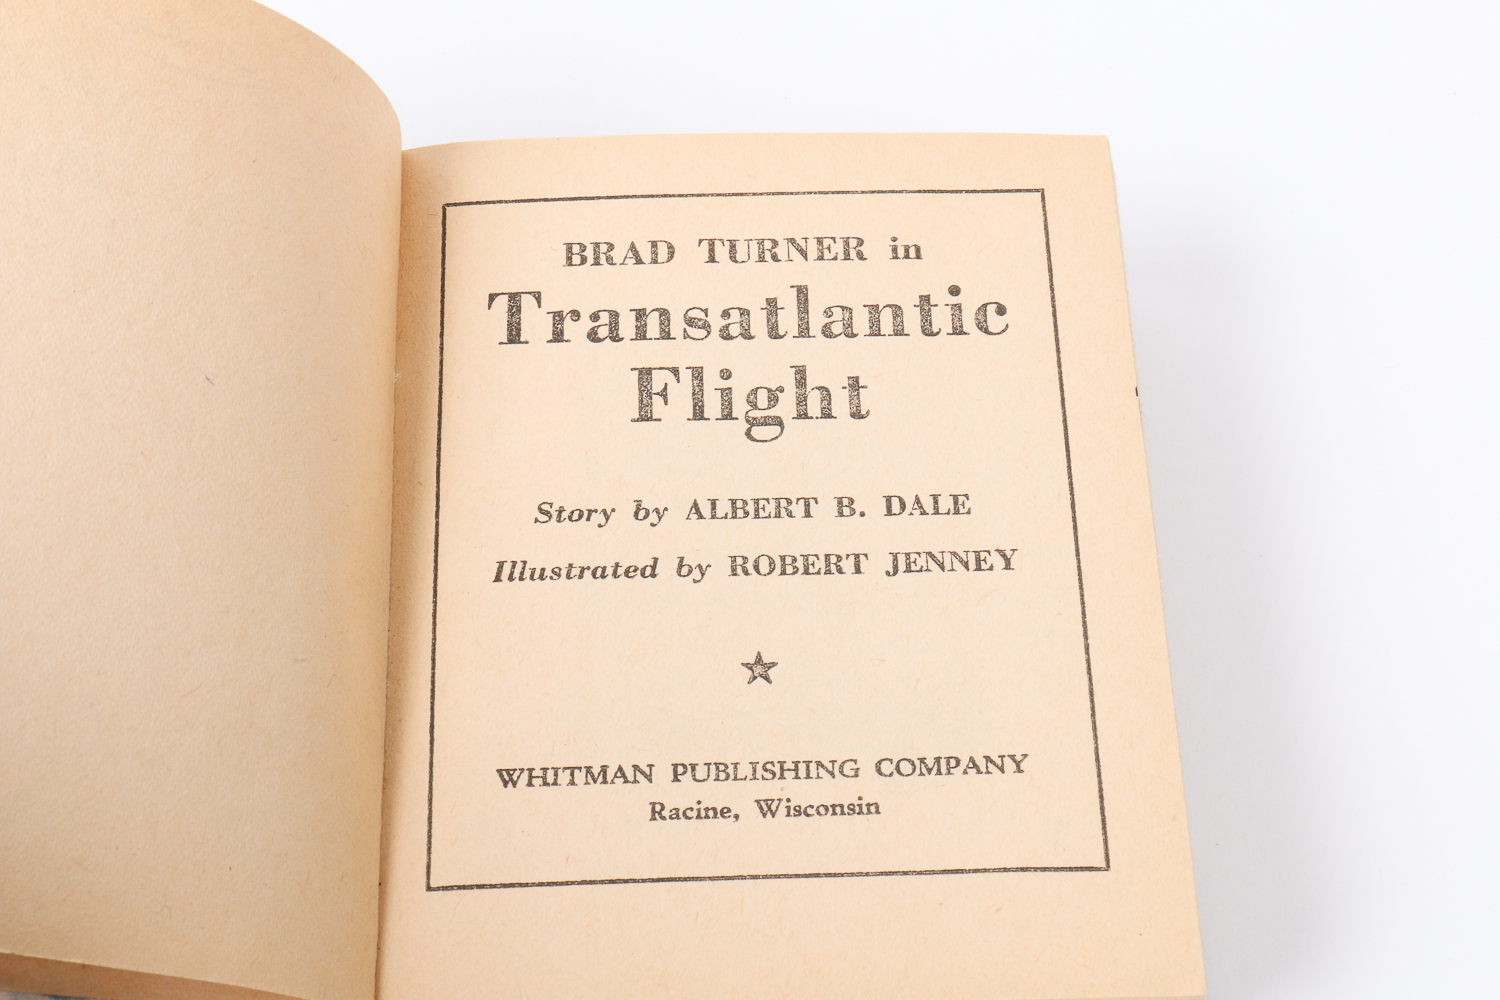 BRAD TURNER in
Transatlantic
Flight
Story by ALBERT B. DALE
Illustrated by ROBERT JENNEY
WHITMAN PUBLISHING COMPANY
Racine, Wisconsin